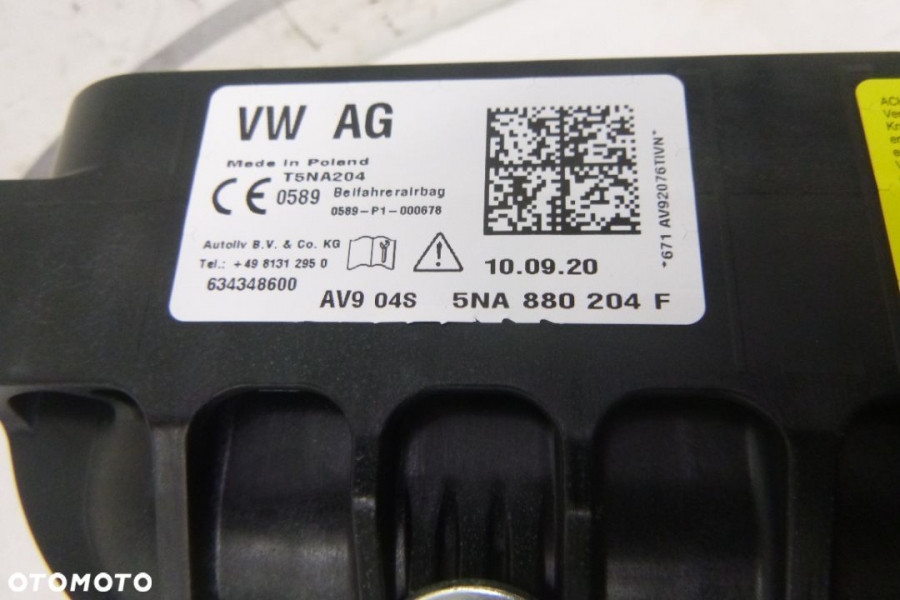 VW AG
Made in Poland
T5NA204
CE 0589 Beifahrerairbag
0589-P1-000678
Autoliv B.V. & Co. KG
Tel.: +49 8131 295 0
634348600
10.09.20
AV9 04S 5NA 880 204 F
*671 AV92076TIVN*
OTOMOTO